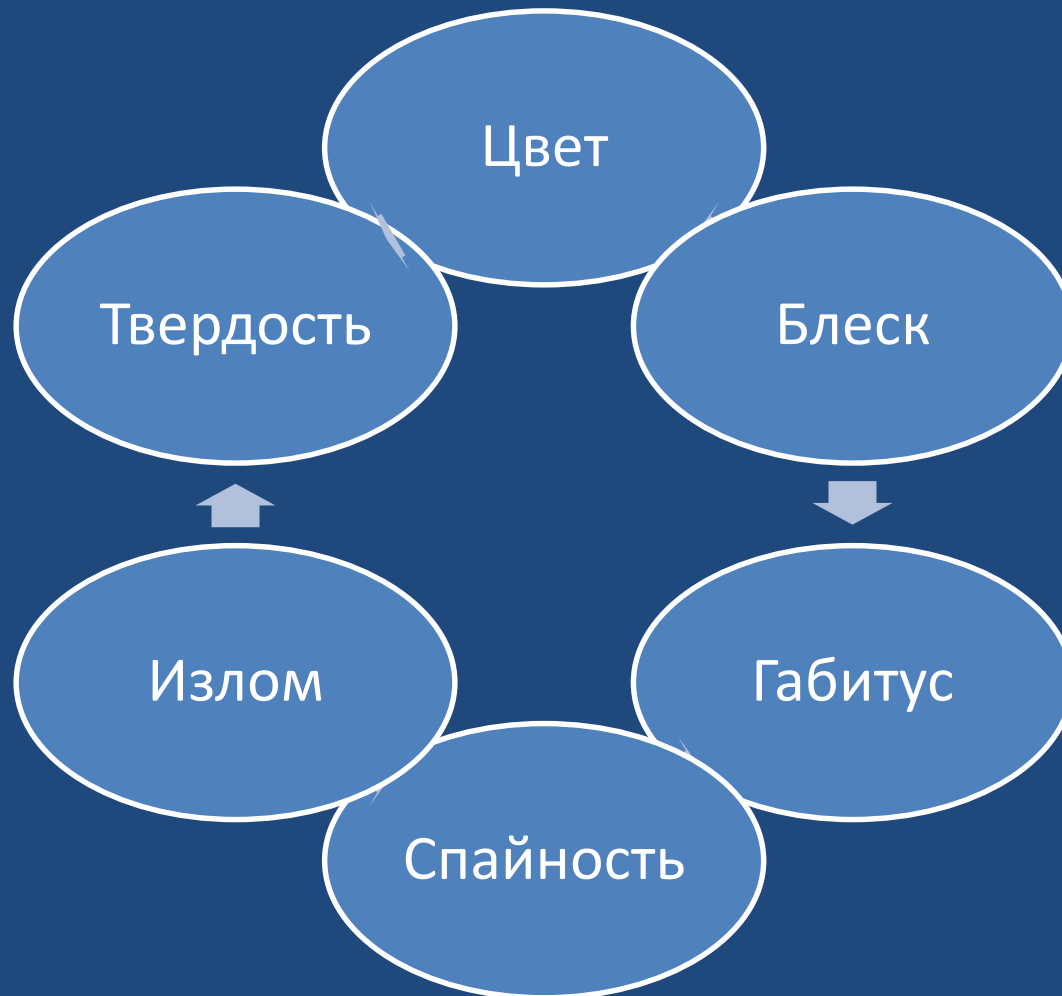 Цвет
Блеск
Габитус
Спайность
Излом
Твердость